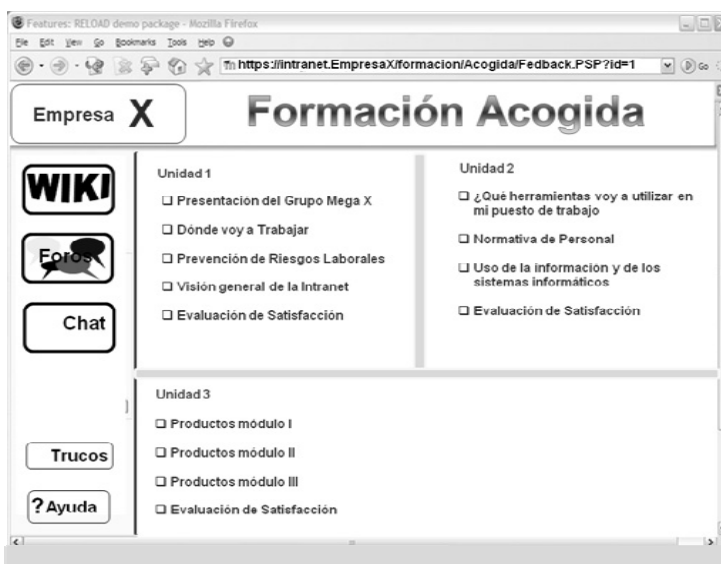 Features: RELOAD demo package - Mozilla Firefox
File Edit View Go Bookmarks Tools Help
https://intranet.EmpresaX/formacion/Acogida/Fedback.PSP?id=1
Go
Empresa X
Formación Acogida
WIKI
Foros
Chat
Trucos
? Ayuda
Unidad 1
Presentación del Grupo Mega X
Dónde voy a Trabajar
Prevención de Riesgos Laborales
Visión general de la Intranet
Evaluación de Satisfacción
Unidad 2
¿Qué herramientas voy a utilizar en
mi puesto de trabajo
Normativa de Personal
Uso de la información y de los
sistemas informáticos
Evaluación de Satisfacción
Unidad 3
Productos módulo I
Productos módulo II
Productos módulo III
Evaluación de Satisfacción